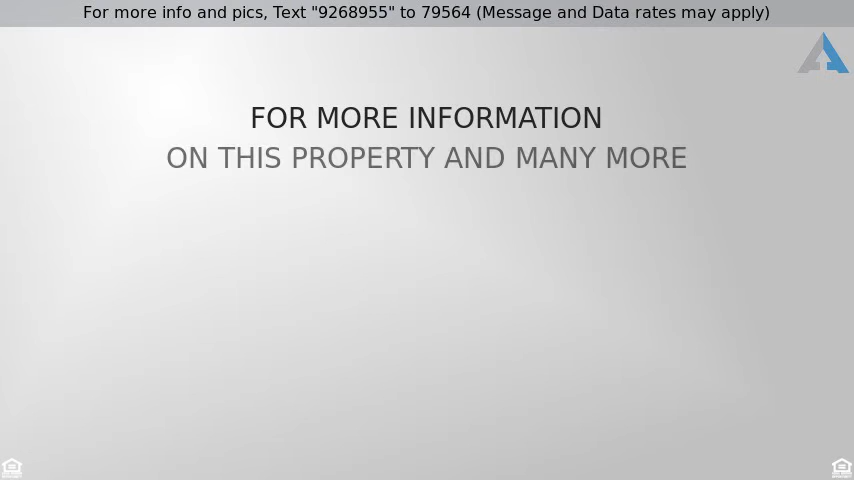 For more info and pics, Text "9268955" to 79564 (Message and Data rates may apply)
FOR MORE INFORMATION
ON THIS PROPERTY AND MANY MORE